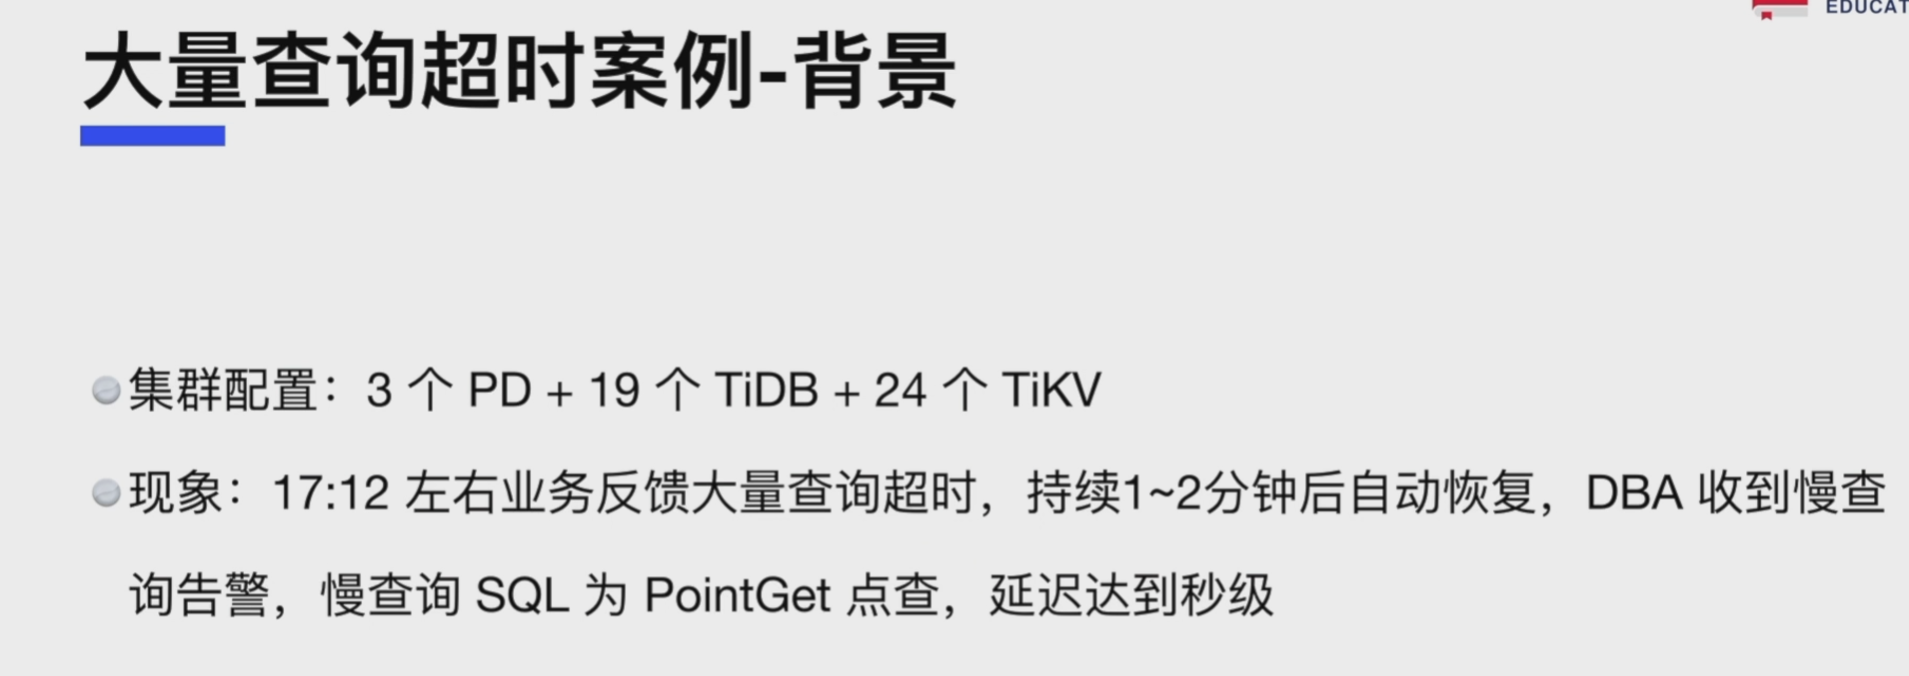 EDUCAT
大量查询超时案例-背景
集群配置：3 个 PD + 19 个 TiDB + 24 个 TiKV
现象：17:12 左右业务反馈大量查询超时，持续1~2分钟后自动恢复，DBA 收到慢查
询告警，慢查询 SQL 为 PointGet 点查，延迟达到秒级